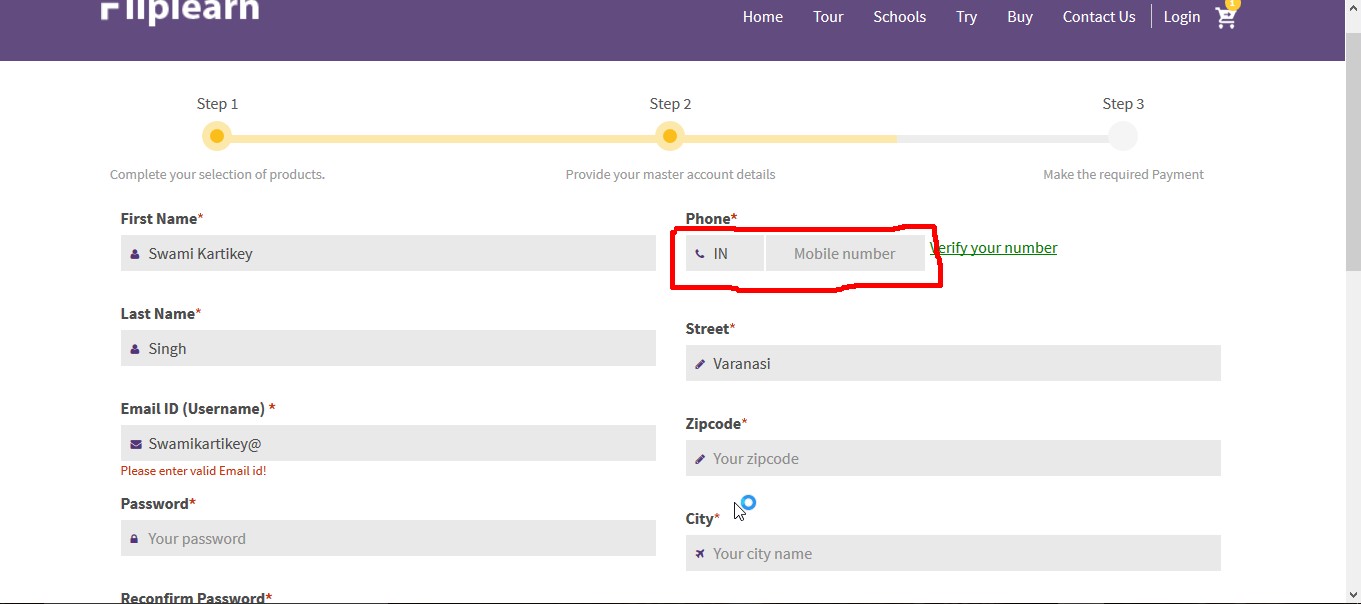 Fliplearn
Home Tour Schools Try Buy Contact Us Login 1
Step 1 Step 2 Step 3
Complete your selection of products. Provide your master account details Make the required Payment
First Name*
Swami Kartikey
Last Name*
Singh
Email ID (Username) *
Swamikartikey@
Please enter valid Email id!
Password*
Your password
Reconfirm Password*
Phone*
IN Mobile number Verify your number
Street*
Varanasi
Zipcode*
Your zipcode
City*
Your city name